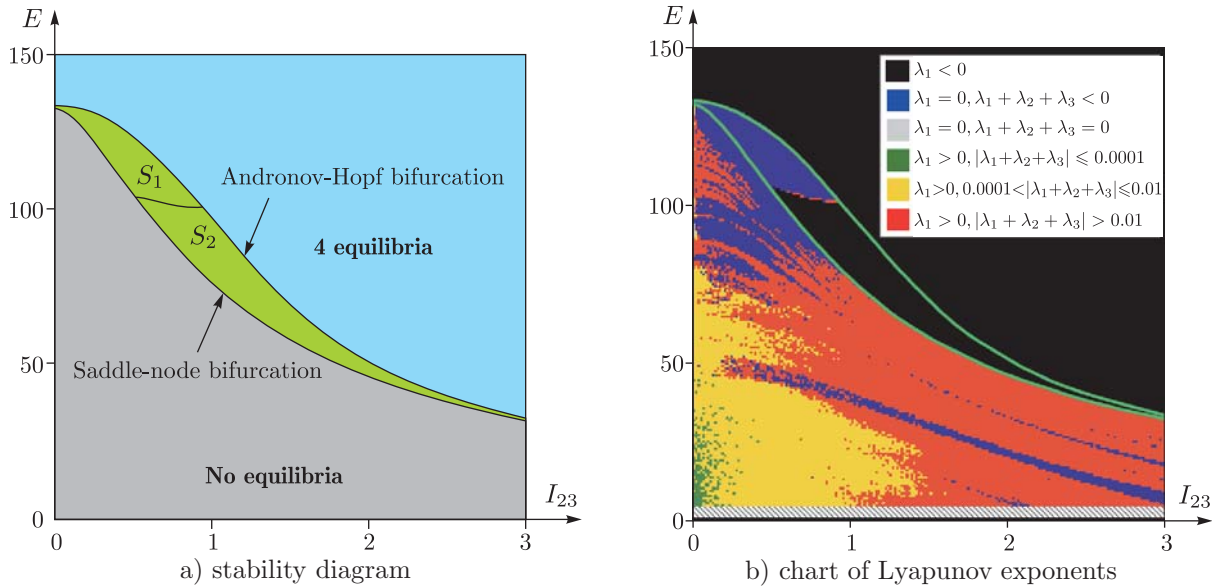 E
150
100
50
0
S₁
S₂
Andronov-Hopf bifurcation
4 equilibria
Saddle-node bifurcation
No equilibria
I₂₃
0
1
2
3
a) stability diagram
E
150
100
50
0
λ₁ < 0
λ₁ = 0, λ₁ + λ₂ + λ₃ < 0
λ₁ = 0, λ₁ + λ₂ + λ₃ = 0
λ₁ > 0, |λ₁+λ₂+λ₃| ⩽ 0.0001
λ₁>0, 0.0001<|λ₁+λ₂+λ₃|⩽0.01
λ₁ > 0, |λ₁ + λ₂ + λ₃| > 0.01
I₂₃
0
1
2
3
b) chart of Lyapunov exponents